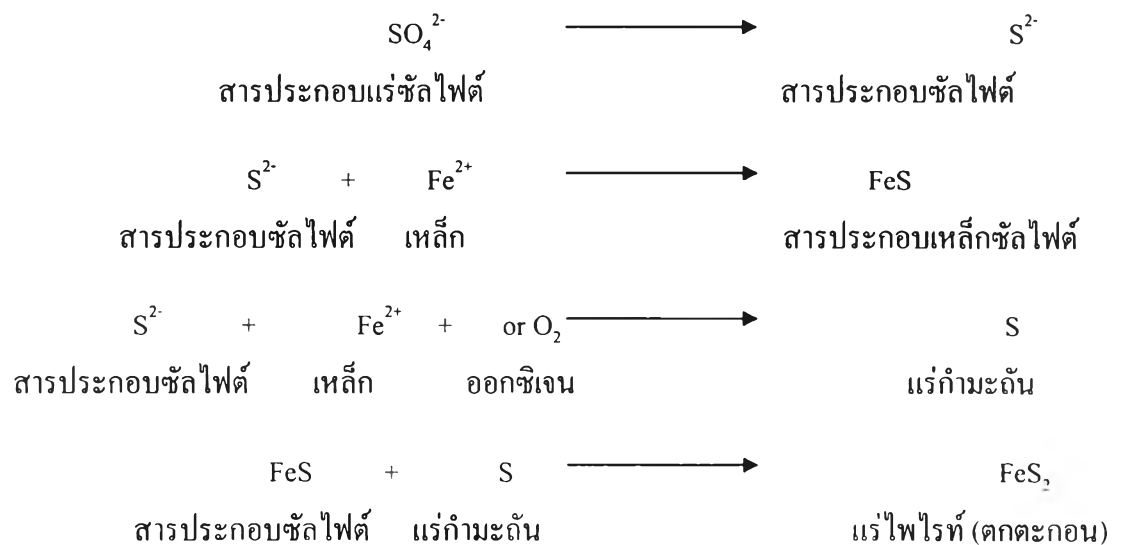 SO₄²⁻ ⟶ S²⁻
สารประกอบแร่ซัลไฟต์ สารประกอบซัลไฟต์
S²⁻ + Fe²⁺ ⟶ FeS
สารประกอบซัลไฟต์ เหล็ก สารประกอบเหล็กซัลไฟต์
S²⁻ + Fe²⁺ + or O₂ ⟶ S
สารประกอบซัลไฟต์ เหล็ก ออกซิเจน แร่กำมะถัน
FeS + S ⟶ FeS₂
สารประกอบซัลไฟต์ แร่กำมะถัน แร่ไพไรท์ (ตกตะกอน)